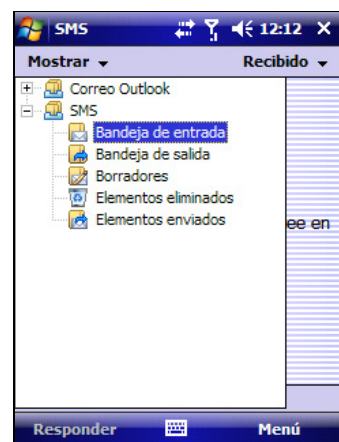 SMS 12:12
Mostrar Recibido
Correo Outlook
SMS
Bandeja de entrada
Bandeja de salida
Borradores
Elementos eliminados
Elementos enviados
ee en
Responder Menú